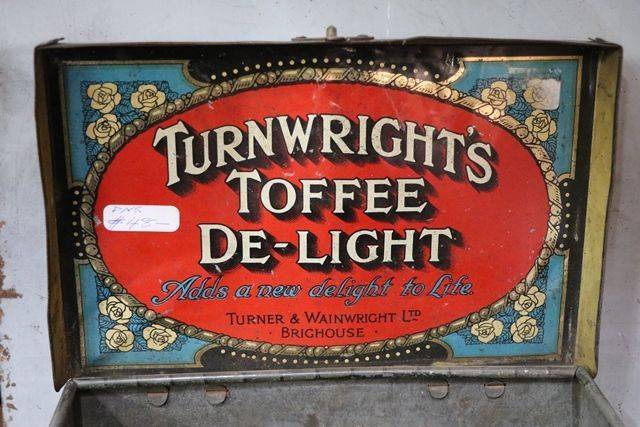 TURNWRIGHT'S
TOFFEE
DE-LIGHT
Adds a new delight to Life.
TURNER & WAINWRIGHT LTD
· BRIGHOUSE ·